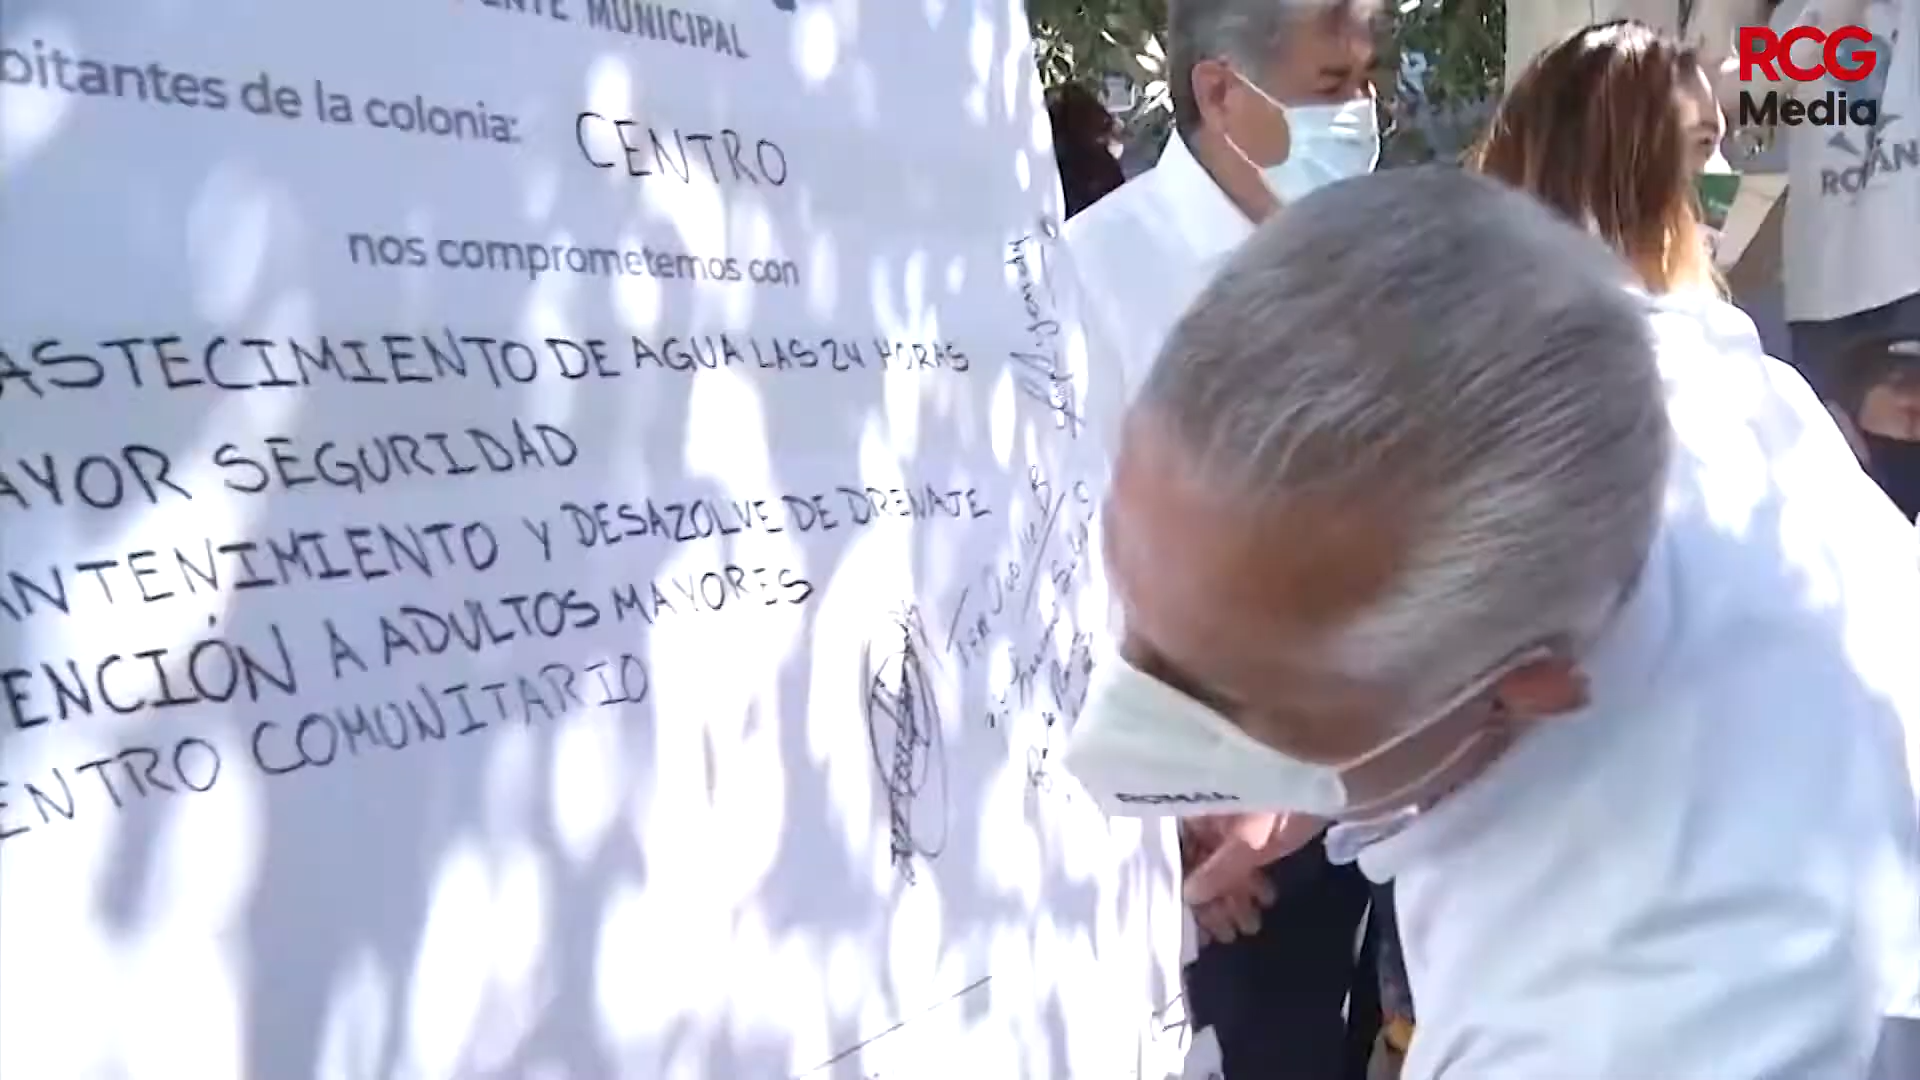 MUNICIPAL
bitantes de la colonia: CENTRO
nos comprometemos con
ASTECIMIENTO DE AGUA LAS 24 HORAS
AYOR SEGURIDAD
ANTENIMIENTO Y DESAZOLVE DE DRENAJE
ENCIÓN A ADULTOS MAYORES
ENTRO COMUNITARIO
RCG
Media